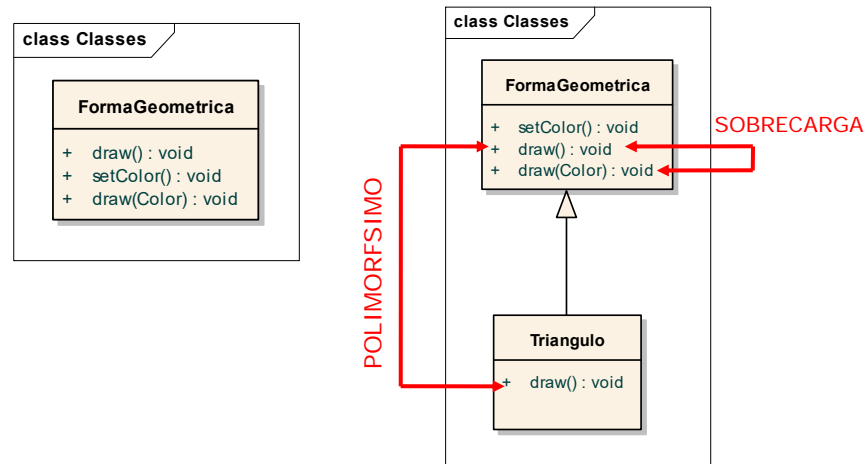 class Classes
FormaGeometrica
+ draw() : void
+ setColor() : void
+ draw(Color) : void
class Classes
FormaGeometrica
+ setColor() : void
+ draw() : void
+ draw(Color) : void
SOBRECARGA
POLIMORFSIMO
Triangulo
+ draw() : void